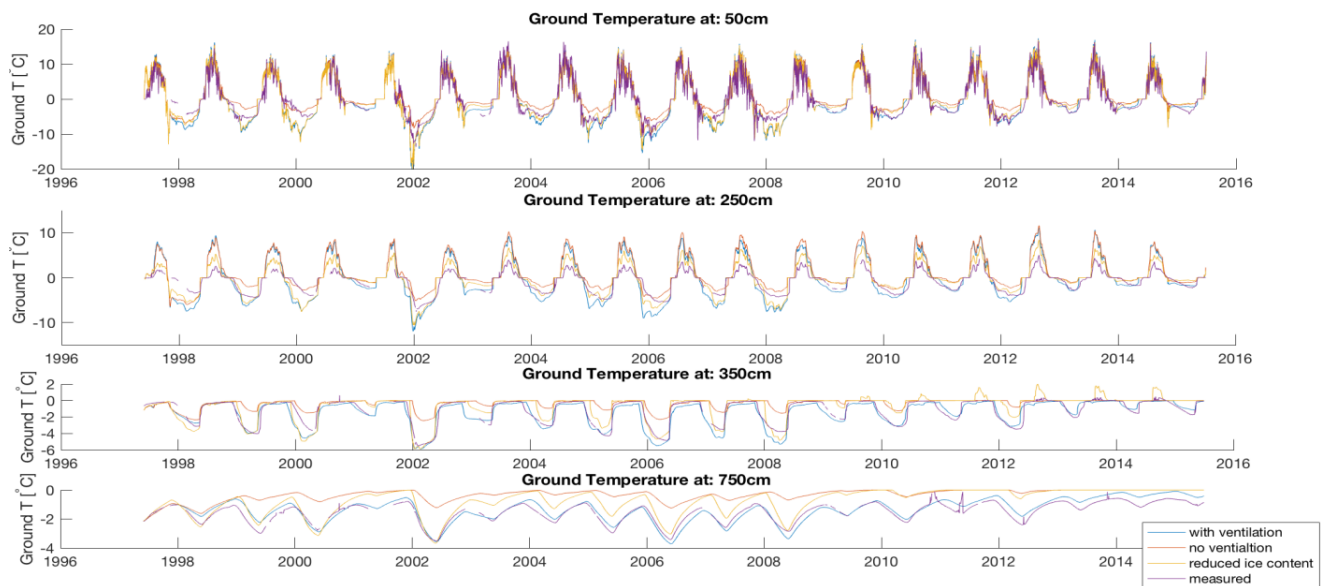 Ground Temperature at: 50cm
Ground T [°C]
20
10
0
-10
-20
1996 1998 2000 2002 2004 2006 2008 2010 2012 2014 2016
Ground Temperature at: 250cm
Ground T [°C]
10
0
-10
1996 1998 2000 2002 2004 2006 2008 2010 2012 2014 2016
Ground Temperature at: 350cm
Ground T [°C]
2
0
-2
-4
-6
1996 1998 2000 2002 2004 2006 2008 2010 2012 2014 2016
Ground Temperature at: 750cm
Ground T [°C]
0
-2
-4
1996 1998 2000 2002 2004 2006 2008 2010 2012 2014
with ventilation
no ventialtion
reduced ice content
measured